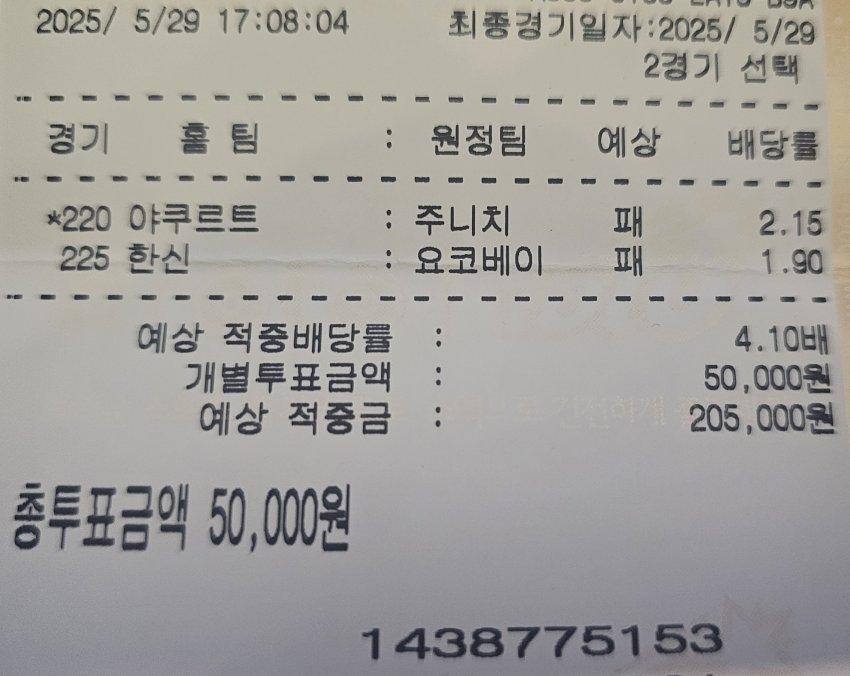 2025/ 5/29 17:08:04 최종경기일자:2025/ 5/29
2경기 선택
경기 홈 팀 : 원정팀 예상 배당률
*220 야쿠르트 : 주니치 패 2.15
225 한신 : 요코베이 패 1.90
예상 적중배당률 : 4.10배
개별투표금액 : 50,000원
예상 적중금 : 205,000원
총투표금액 50,000원
1438775153